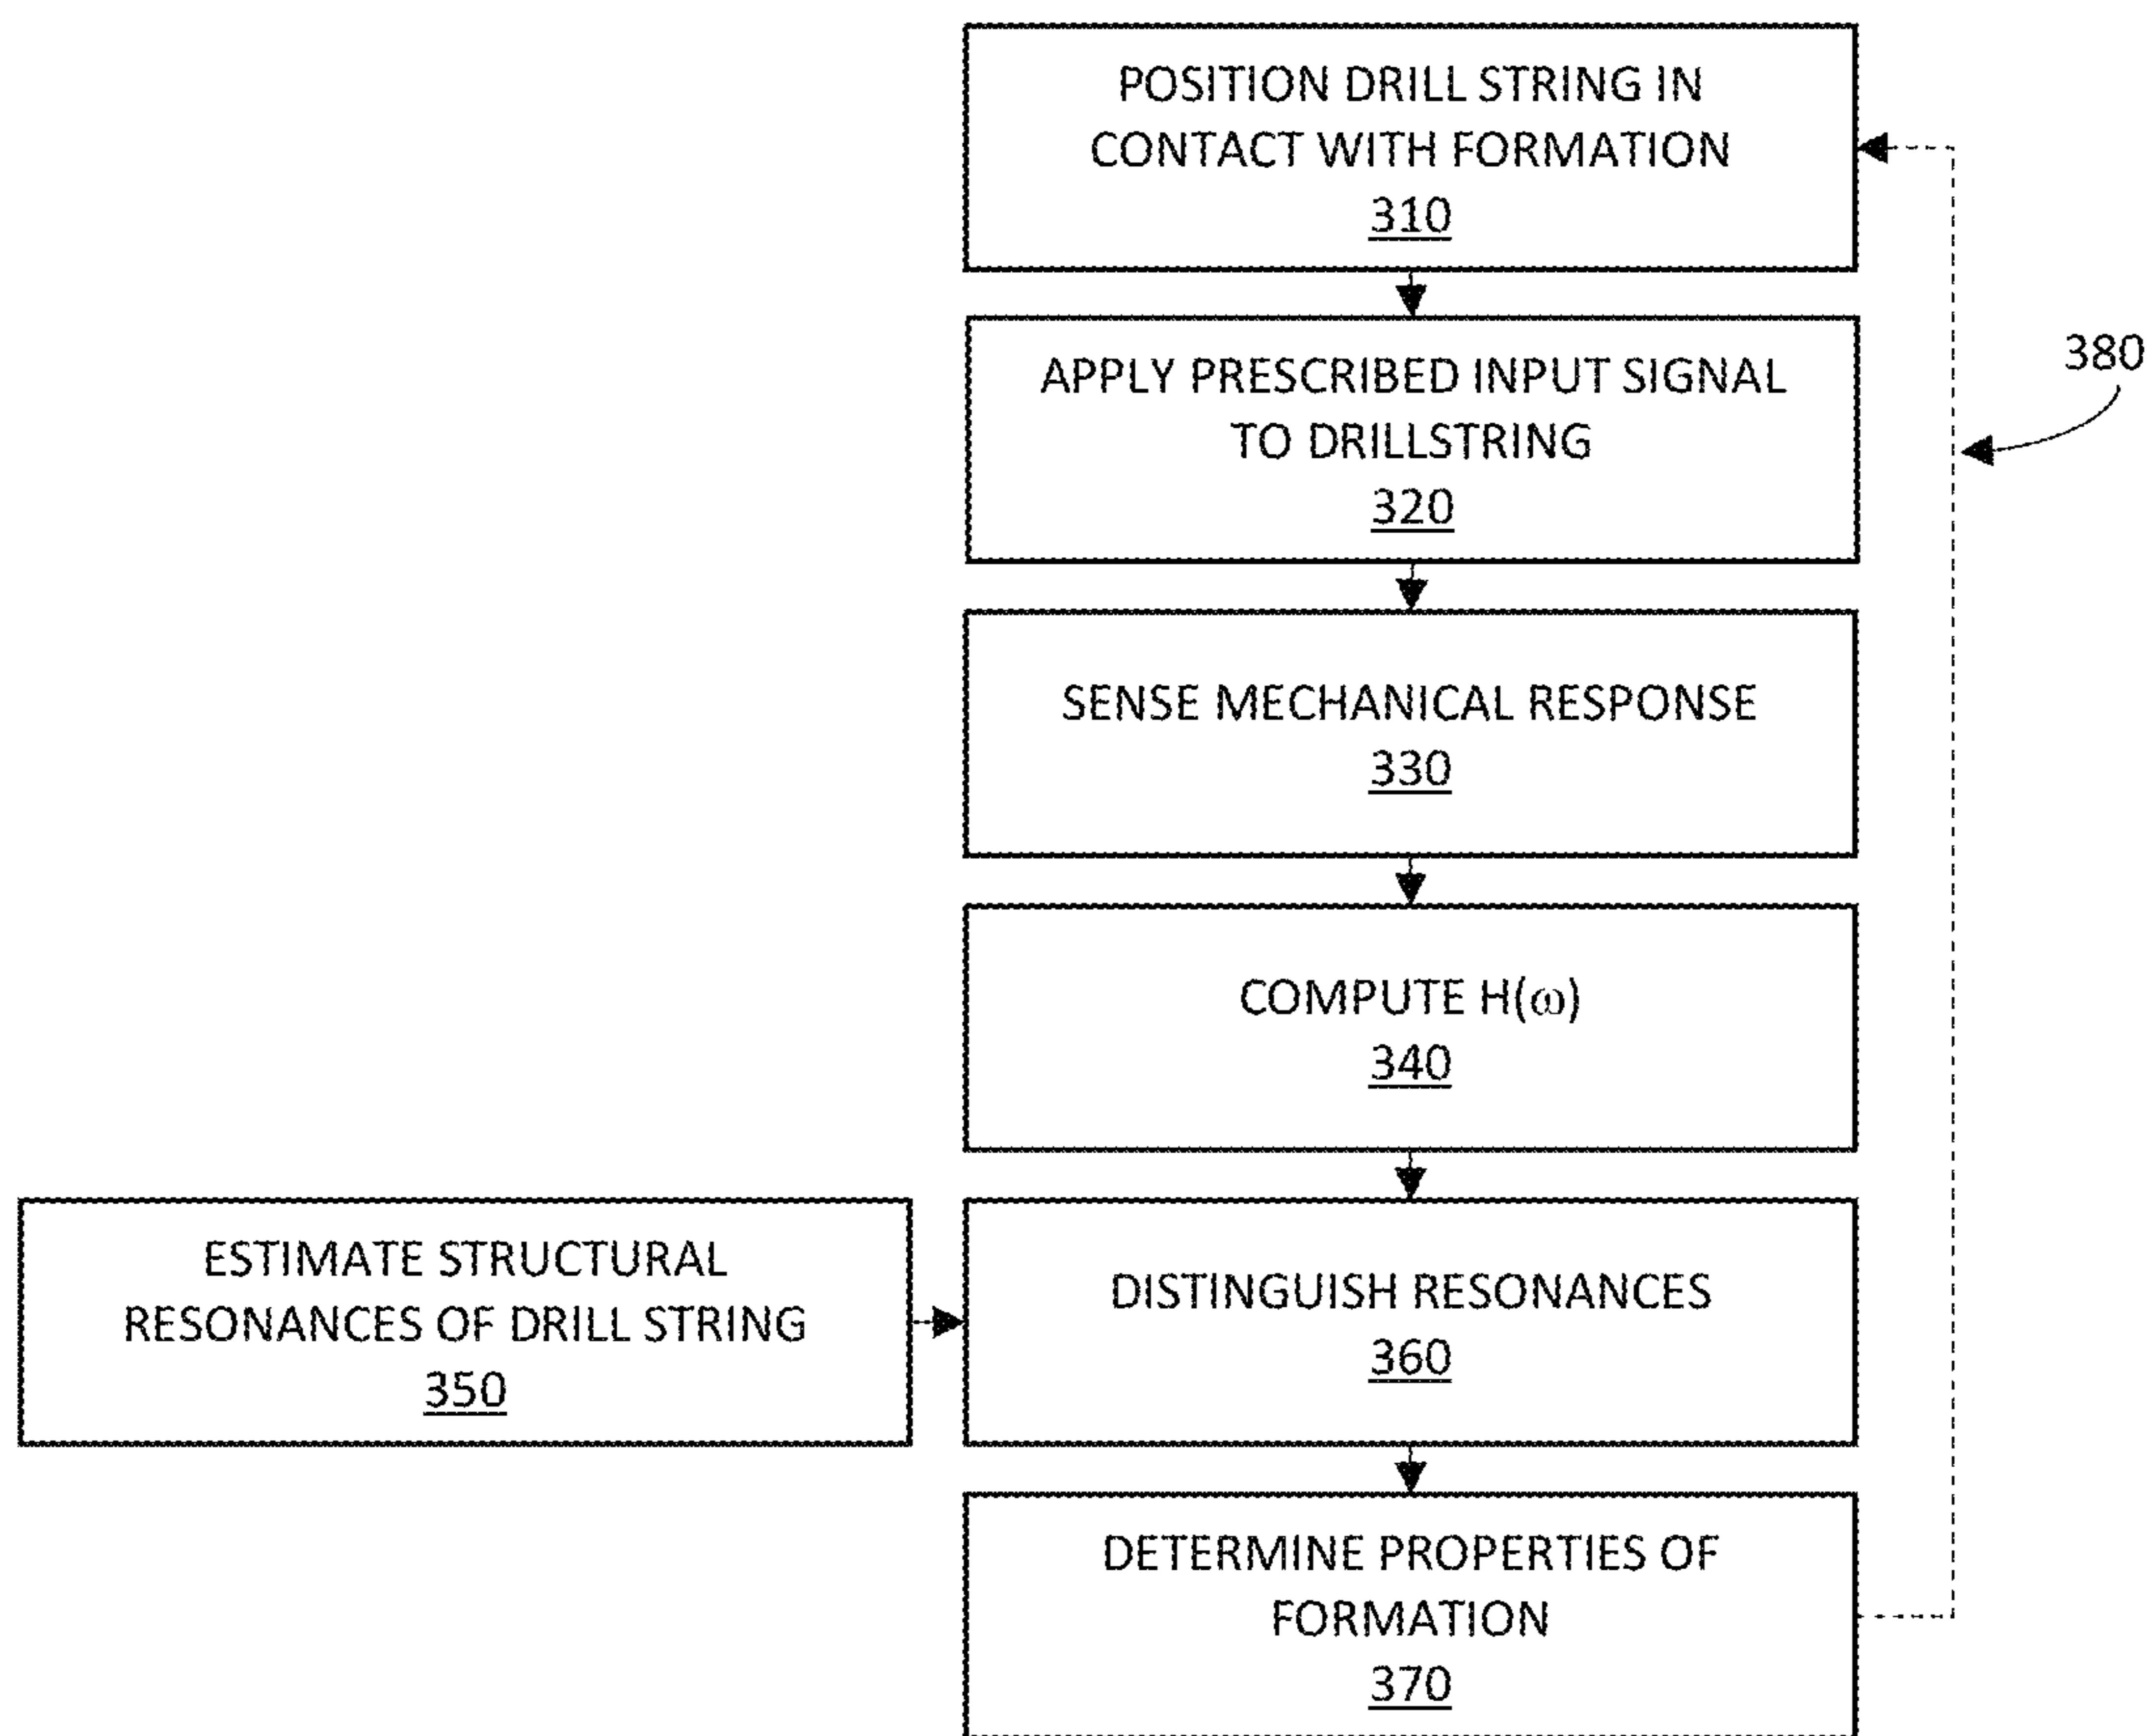 POSITION DRILL STRING IN
CONTACT WITH FORMATION
310
APPLY PRESCRIBED INPUT SIGNAL
TO DRILLSTRING
320
380
SENSE MECHANICAL RESPONSE
330
COMPUTE H(ω)
340
ESTIMATE STRUCTURAL
RESONANCES OF DRILL STRING
350
DISTINGUISH RESONANCES
360
DETERMINE PROPERTIES OF
FORMATION
370